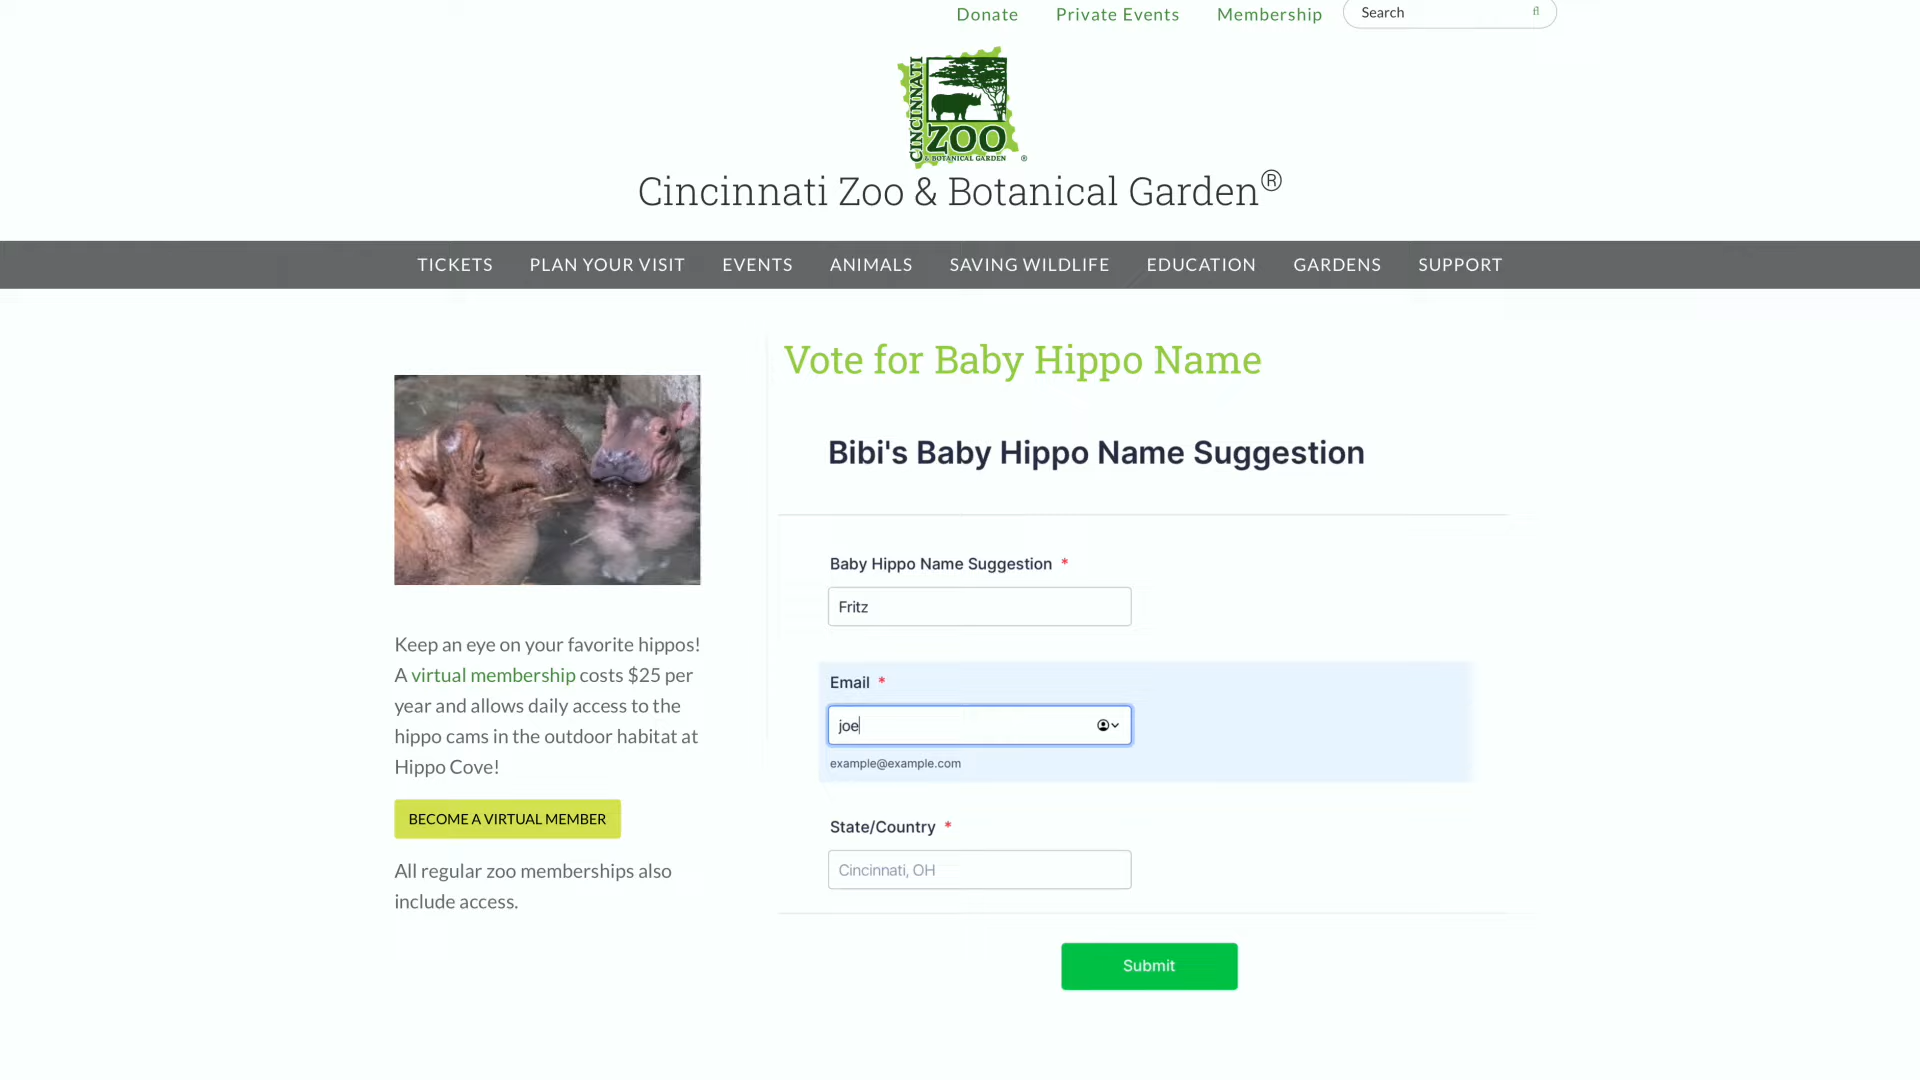 Donate
Private Events
Membership
Search
CINCINNATI
ZOO
& BOTANICAL GARDEN ®
Cincinnati Zoo & Botanical Garden®
TICKETS
PLAN YOUR VISIT
EVENTS
ANIMALS
SAVING WILDLIFE
EDUCATION
GARDENS
SUPPORT
Keep an eye on your favorite hippos!
A virtual membership costs $25 per
year and allows daily access to the
hippo cams in the outdoor habitat at
Hippo Cove!
BECOME A VIRTUAL MEMBER
All regular zoo memberships also
include access.
Vote for Baby Hippo Name
Bibi's Baby Hippo Name Suggestion
Baby Hippo Name Suggestion *
Fritz
Email *
joe
example@example.com
State/Country *
Cincinnati, OH
Submit